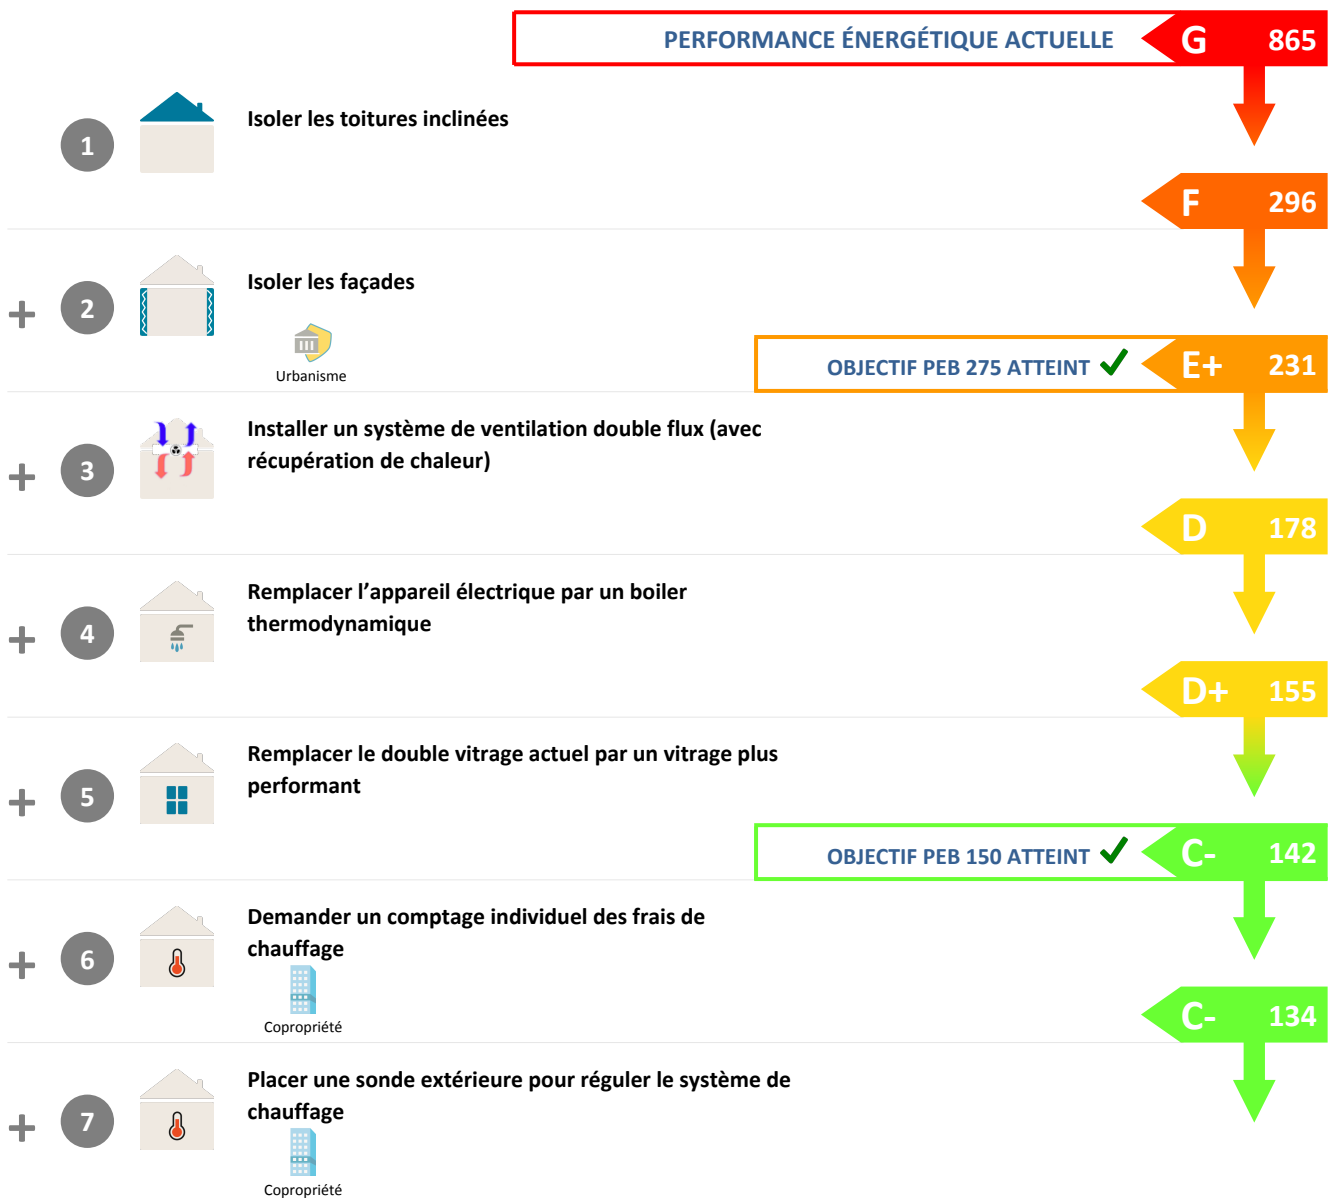 PERFORMANCE ÉNERGÉTIQUE ACTUELLE G 865
1
Isoler les toitures inclinées
F 296
+ 2
Isoler les façades
Urbanisme
OBJECTIF PEB 275 ATTEINT ✓ E+ 231
+ 3
Installer un système de ventilation double flux (avec
récupération de chaleur)
D 178
+ 4
Remplacer l’appareil électrique par un boiler
thermodynamique
D+ 155
+ 5
Remplacer le double vitrage actuel par un vitrage plus
performant
OBJECTIF PEB 150 ATTEINT ✓ C- 142
+ 6
Demander un comptage individuel des frais de
chauffage
Copropriété
C- 134
+ 7
Placer une sonde extérieure pour réguler le système de
chauffage
Copropriété